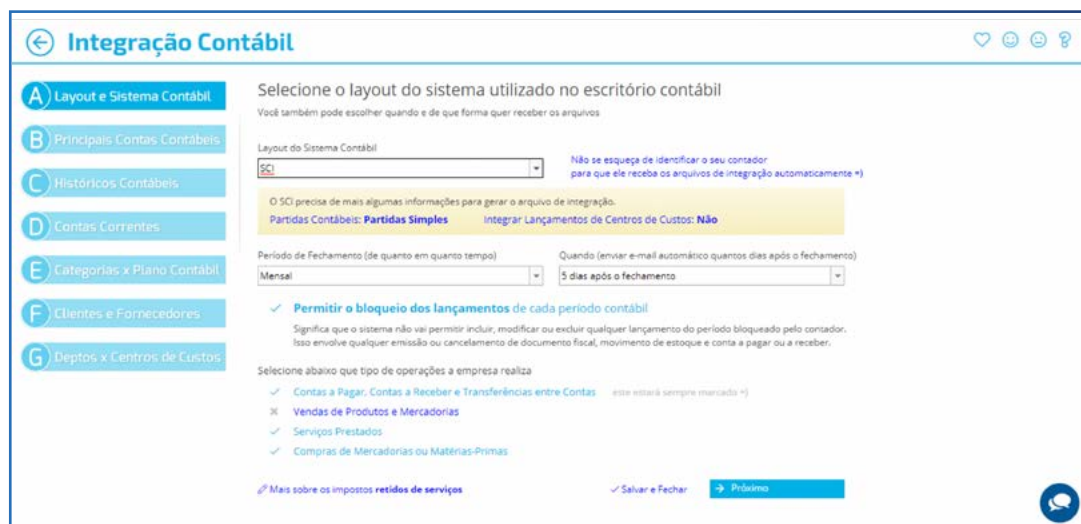 Integração Contábil
A Layout e Sistema Contábil
B Principais Contas Contábeis
C Históricos Contábeis
D Contas Correntes
E Categorias x Plano Contábil
F Clientes e Fornecedores
G Deptos x Centros de Custos
Selecione o layout do sistema utilizado no escritório contábil
Você também pode escolher quando e de que forma quer receber os arquivos
Layout do Sistema Contábil
SCI
Não se esqueça de identificar o seu contador
para que ele receba os arquivos de integração automaticamente =)
O SCI precisa de mais algumas informações para gerar o arquivo de integração.
Partidas Contábeis: Partidas Simples Integrar Lançamentos de Centros de Custos: Não
Período de Fechamento (de quanto em quanto tempo)
Mensal
Quando (enviar e-mail automático quantos dias após o fechamento)
5 dias após o fechamento
Permitir o bloqueio dos lançamentos de cada período contábil
Significa que o sistema não vai permitir incluir, modificar ou excluir qualquer lançamento do período bloqueado pelo contador.
Isso envolve qualquer emissão ou cancelamento de documento fiscal, movimento de estoque e conta a pagar ou a receber.
Selecione abaixo que tipo de operações a empresa realiza
Contas a Pagar, Contas a Receber e Transferências entre Contas este estará sempre marcado =)
Vendas de Produtos e Mercadorias
Serviços Prestados
Compras de Mercadorias ou Matérias-Primas
Mais sobre os impostos retidos de serviços
Salvar e Fechar
Próximo